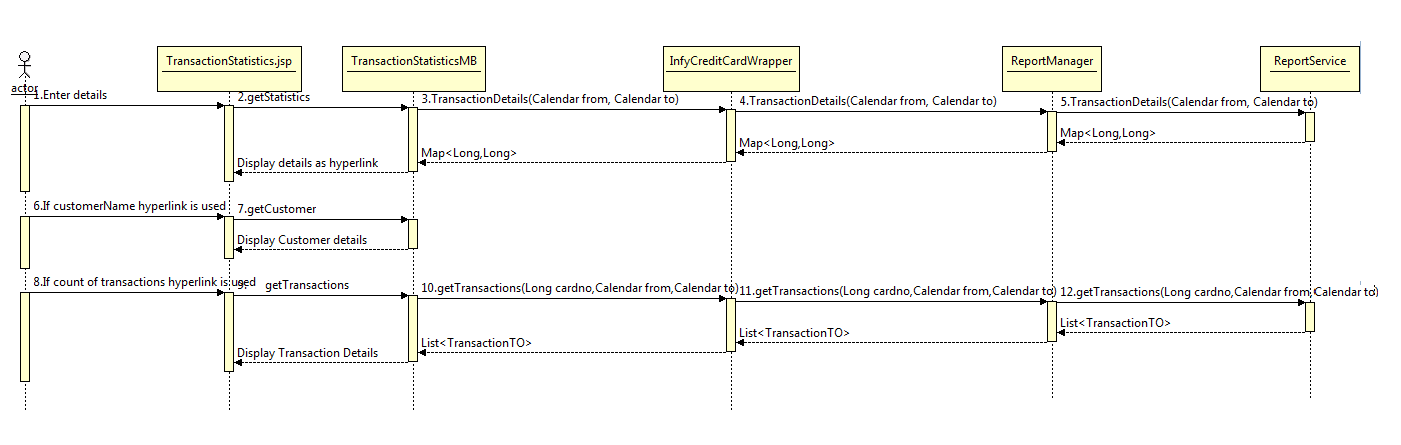 TransactionStatistics.jsp
TransactionStatisticsMB
InfyCreditCardWrapper
ReportManager
ReportService
actor
1.Enter details
2.getStatistics
3.TransactionDetails(Calendar from, Calendar to)
4.TransactionDetails(Calendar from, Calendar to)
5.TransactionDetails(Calendar from, Calendar to)
Map<Long,Long>
Map<Long,Long>
Map<Long,Long>
Display details as hyperlink
6.If customerName hyperlink is used
7.getCustomer
Display Customer details
8.If count of transactions hyperlink is used
9. getTransactions
10.getTransactions(Long cardno,Calendar from,Calendar to)
11.getTransactions(Long cardno,Calendar from,Calendar to)
12.getTransactions(Long cardno,Calendar from,Calendar to)
List<TransactionTO>
List<TransactionTO>
List<TransactionTO>
Display Transaction Details